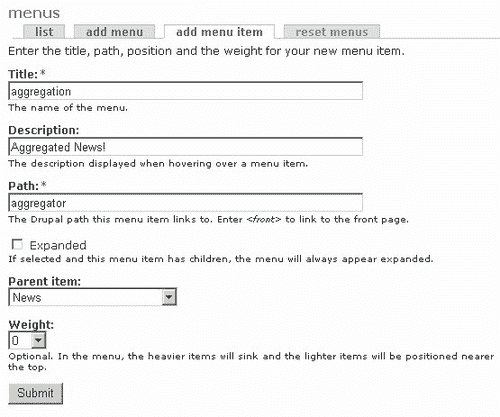 menus
list add menu add menu item reset menus
Enter the title, path, position and the weight for your new menu item.
Title: *
aggregation
The name of the menu.
Description:
Aggregated News!
The description displayed when hovering over a menu item.
Path: *
aggregator
The Drupal path this menu item links to. Enter <front> to link to the front page.
Expanded
If selected and this menu item has children, the menu will always appear expanded.
Parent item:
News
Weight:
0
Optional. In the menu, the heavier items will sink and the lighter items will be positioned nearer
the top.
Submit